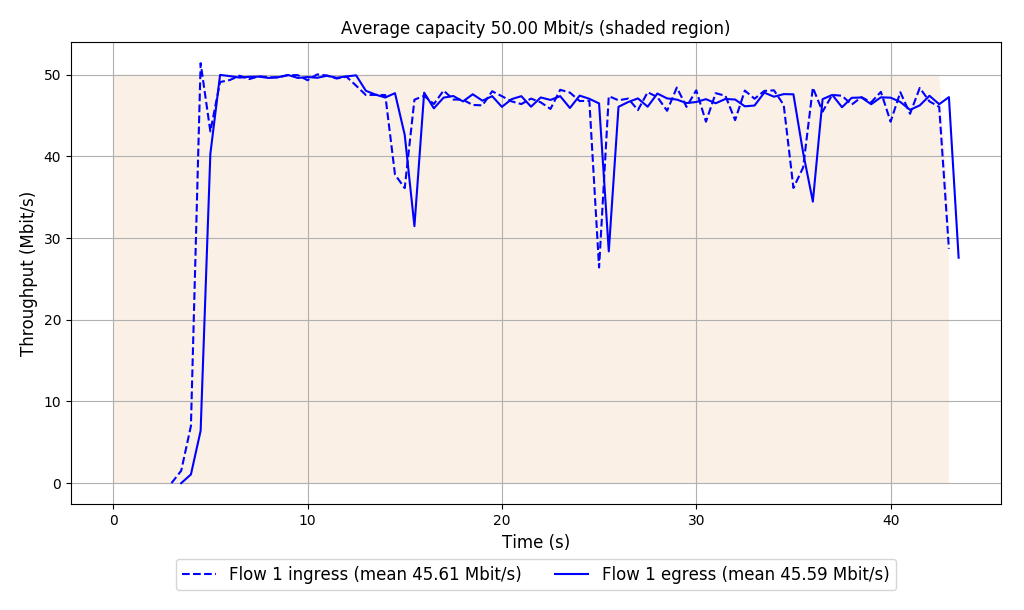 Average capacity 50.00 Mbit/s (shaded region)
Throughput (Mbit/s)
50
40
30
20
10
0
0 10 20 30 40
Time (s)
Flow 1 ingress (mean 45.61 Mbit/s) Flow 1 egress (mean 45.59 Mbit/s)